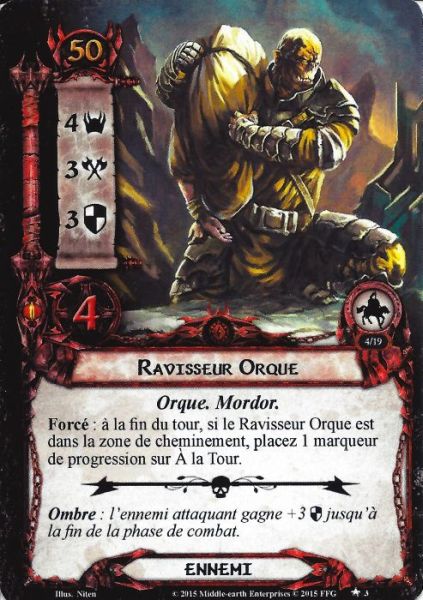 50
4
3
3
4
4/19
Ravisseur Orque
Orque. Mordor.
Forcé : à la fin du tour, si le Ravisseur Orque est
dans la zone de cheminement, placez 1 marqueur
de progression sur À la Tour.
Ombre : l'ennemi attaquant gagne +3 jusqu'à
la fin de la phase de combat.
ENNEMI
Illus. Niten © 2015 Middle-earth Enterprises © 2015 FFG 3